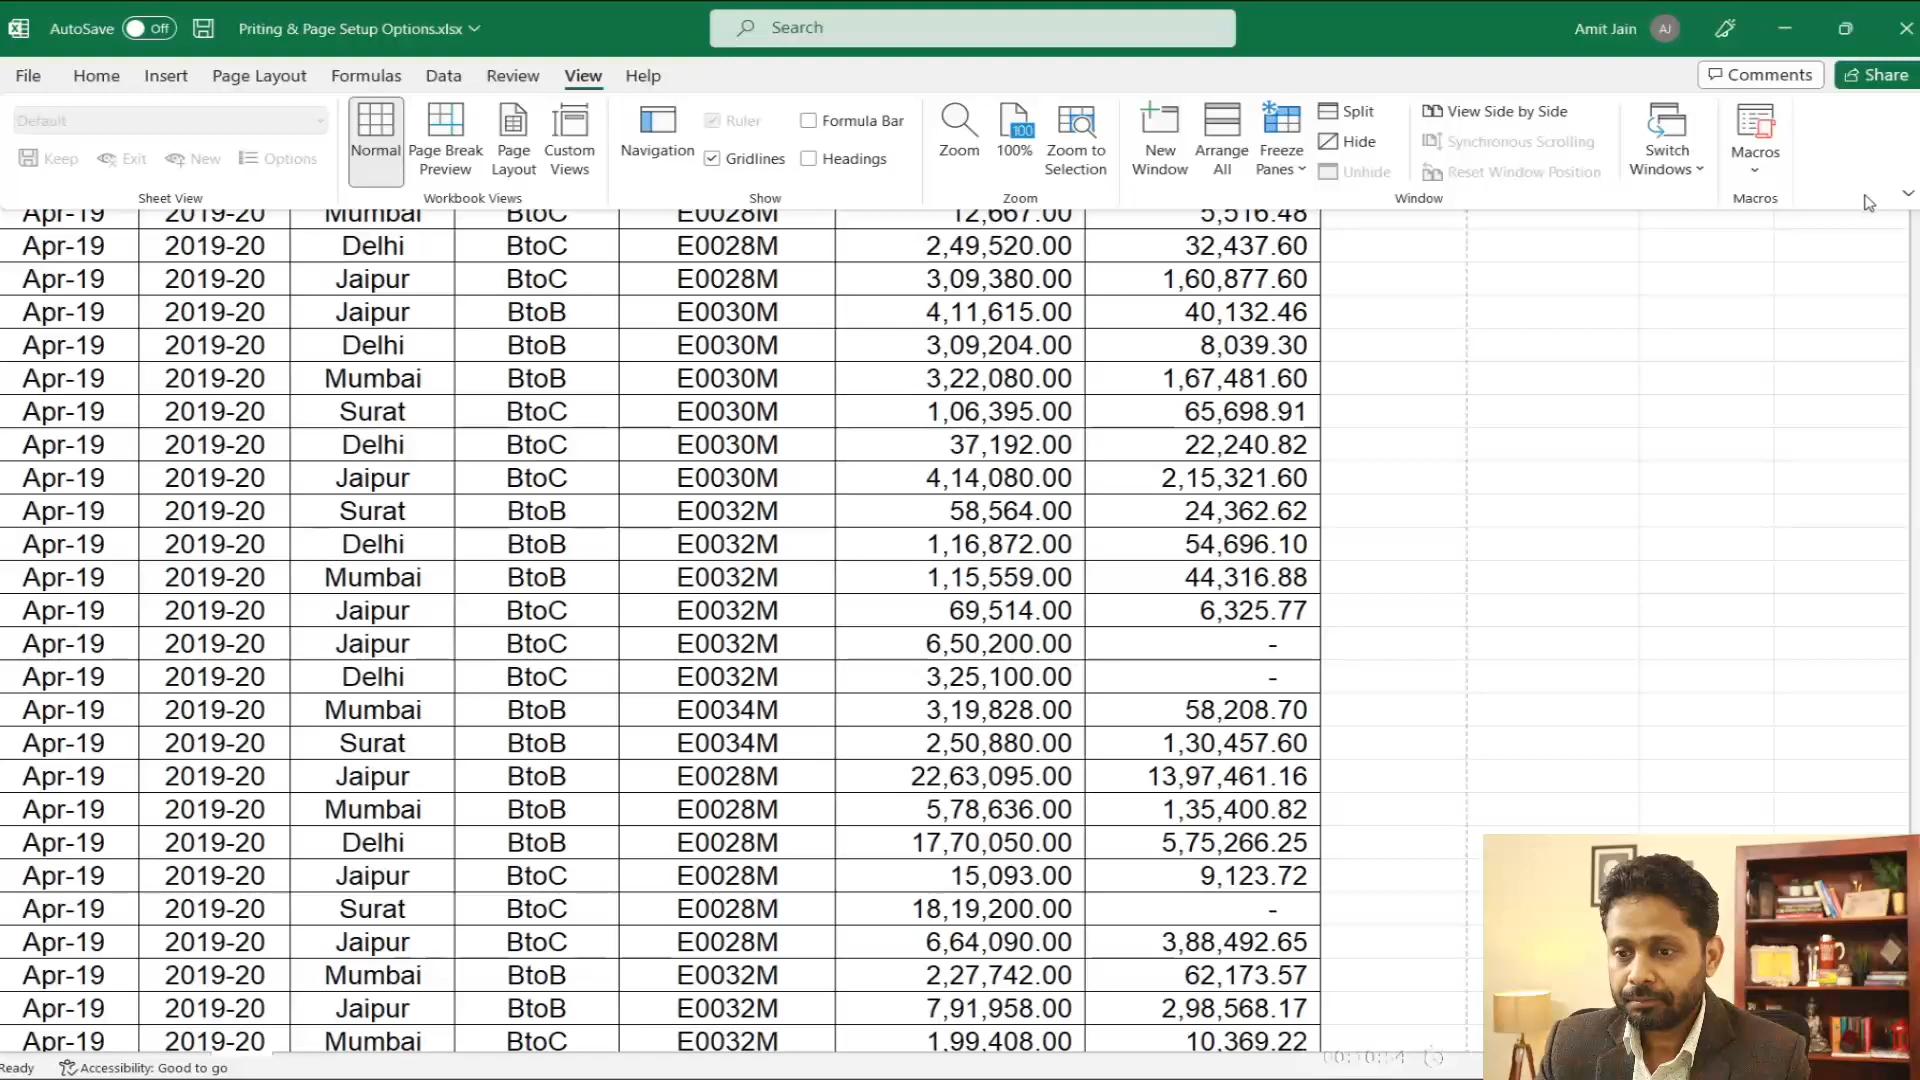 AutoSave Off Priting & Page Setup Options.xlsx Search Amit Jain AJ
File Home Insert Page Layout Formulas Data Review View Help Comments Share
Default
Keep Exit New Options
Sheet View
Normal Page Break Preview Page Layout Custom Views
Workbook Views
Navigation Ruler Formula Bar
Gridlines Headings
Show
Zoom 100 100% Zoom to Selection
Zoom
New Window Arrange All Freeze Panes Split Hide Unhide
View Side by Side
Synchronous Scrolling
Reset Window Position
Switch Windows
Window
Macros
Macros
Apr-19 2019-20 Mumbai BtoC E0028M 12,667.00 5,516.48
Apr-19 2019-20 Delhi BtoC E0028M 2,49,520.00 32,437.60
Apr-19 2019-20 Jaipur BtoC E0028M 3,09,380.00 1,60,877.60
Apr-19 2019-20 Jaipur BtoB E0030M 4,11,615.00 40,132.46
Apr-19 2019-20 Delhi BtoB E0030M 3,09,204.00 8,039.30
Apr-19 2019-20 Mumbai BtoB E0030M 3,22,080.00 1,67,481.60
Apr-19 2019-20 Surat BtoC E0030M 1,06,395.00 65,698.91
Apr-19 2019-20 Delhi BtoC E0030M 37,192.00 22,240.82
Apr-19 2019-20 Jaipur BtoC E0030M 4,14,080.00 2,15,321.60
Apr-19 2019-20 Surat BtoB E0032M 58,564.00 24,362.62
Apr-19 2019-20 Delhi BtoB E0032M 1,16,872.00 54,696.10
Apr-19 2019-20 Mumbai BtoB E0032M 1,15,559.00 44,316.88
Apr-19 2019-20 Jaipur BtoC E0032M 69,514.00 6,325.77
Apr-19 2019-20 Jaipur BtoC E0032M 6,50,200.00 -
Apr-19 2019-20 Delhi BtoC E0032M 3,25,100.00 -
Apr-19 2019-20 Mumbai BtoB E0034M 3,19,828.00 58,208.70
Apr-19 2019-20 Surat BtoB E0034M 2,50,880.00 1,30,457.60
Apr-19 2019-20 Jaipur BtoB E0028M 22,63,095.00 13,97,461.16
Apr-19 2019-20 Mumbai BtoB E0028M 5,78,636.00 1,35,400.82
Apr-19 2019-20 Delhi BtoB E0028M 17,70,050.00 5,75,266.25
Apr-19 2019-20 Jaipur BtoC E0028M 15,093.00 9,123.72
Apr-19 2019-20 Surat BtoC E0028M 18,19,200.00 -
Apr-19 2019-20 Jaipur BtoC E0028M 6,64,090.00 3,88,492.65
Apr-19 2019-20 Mumbai BtoB E0032M 2,27,742.00 62,173.57
Apr-19 2019-20 Jaipur BtoB E0032M 7,91,958.00 2,98,568.17
Apr-19 2019-20 Mumbai BtoC E0032M 1,99,408.00 10,369.22
00:10:54
Ready Accessibility: Good to go